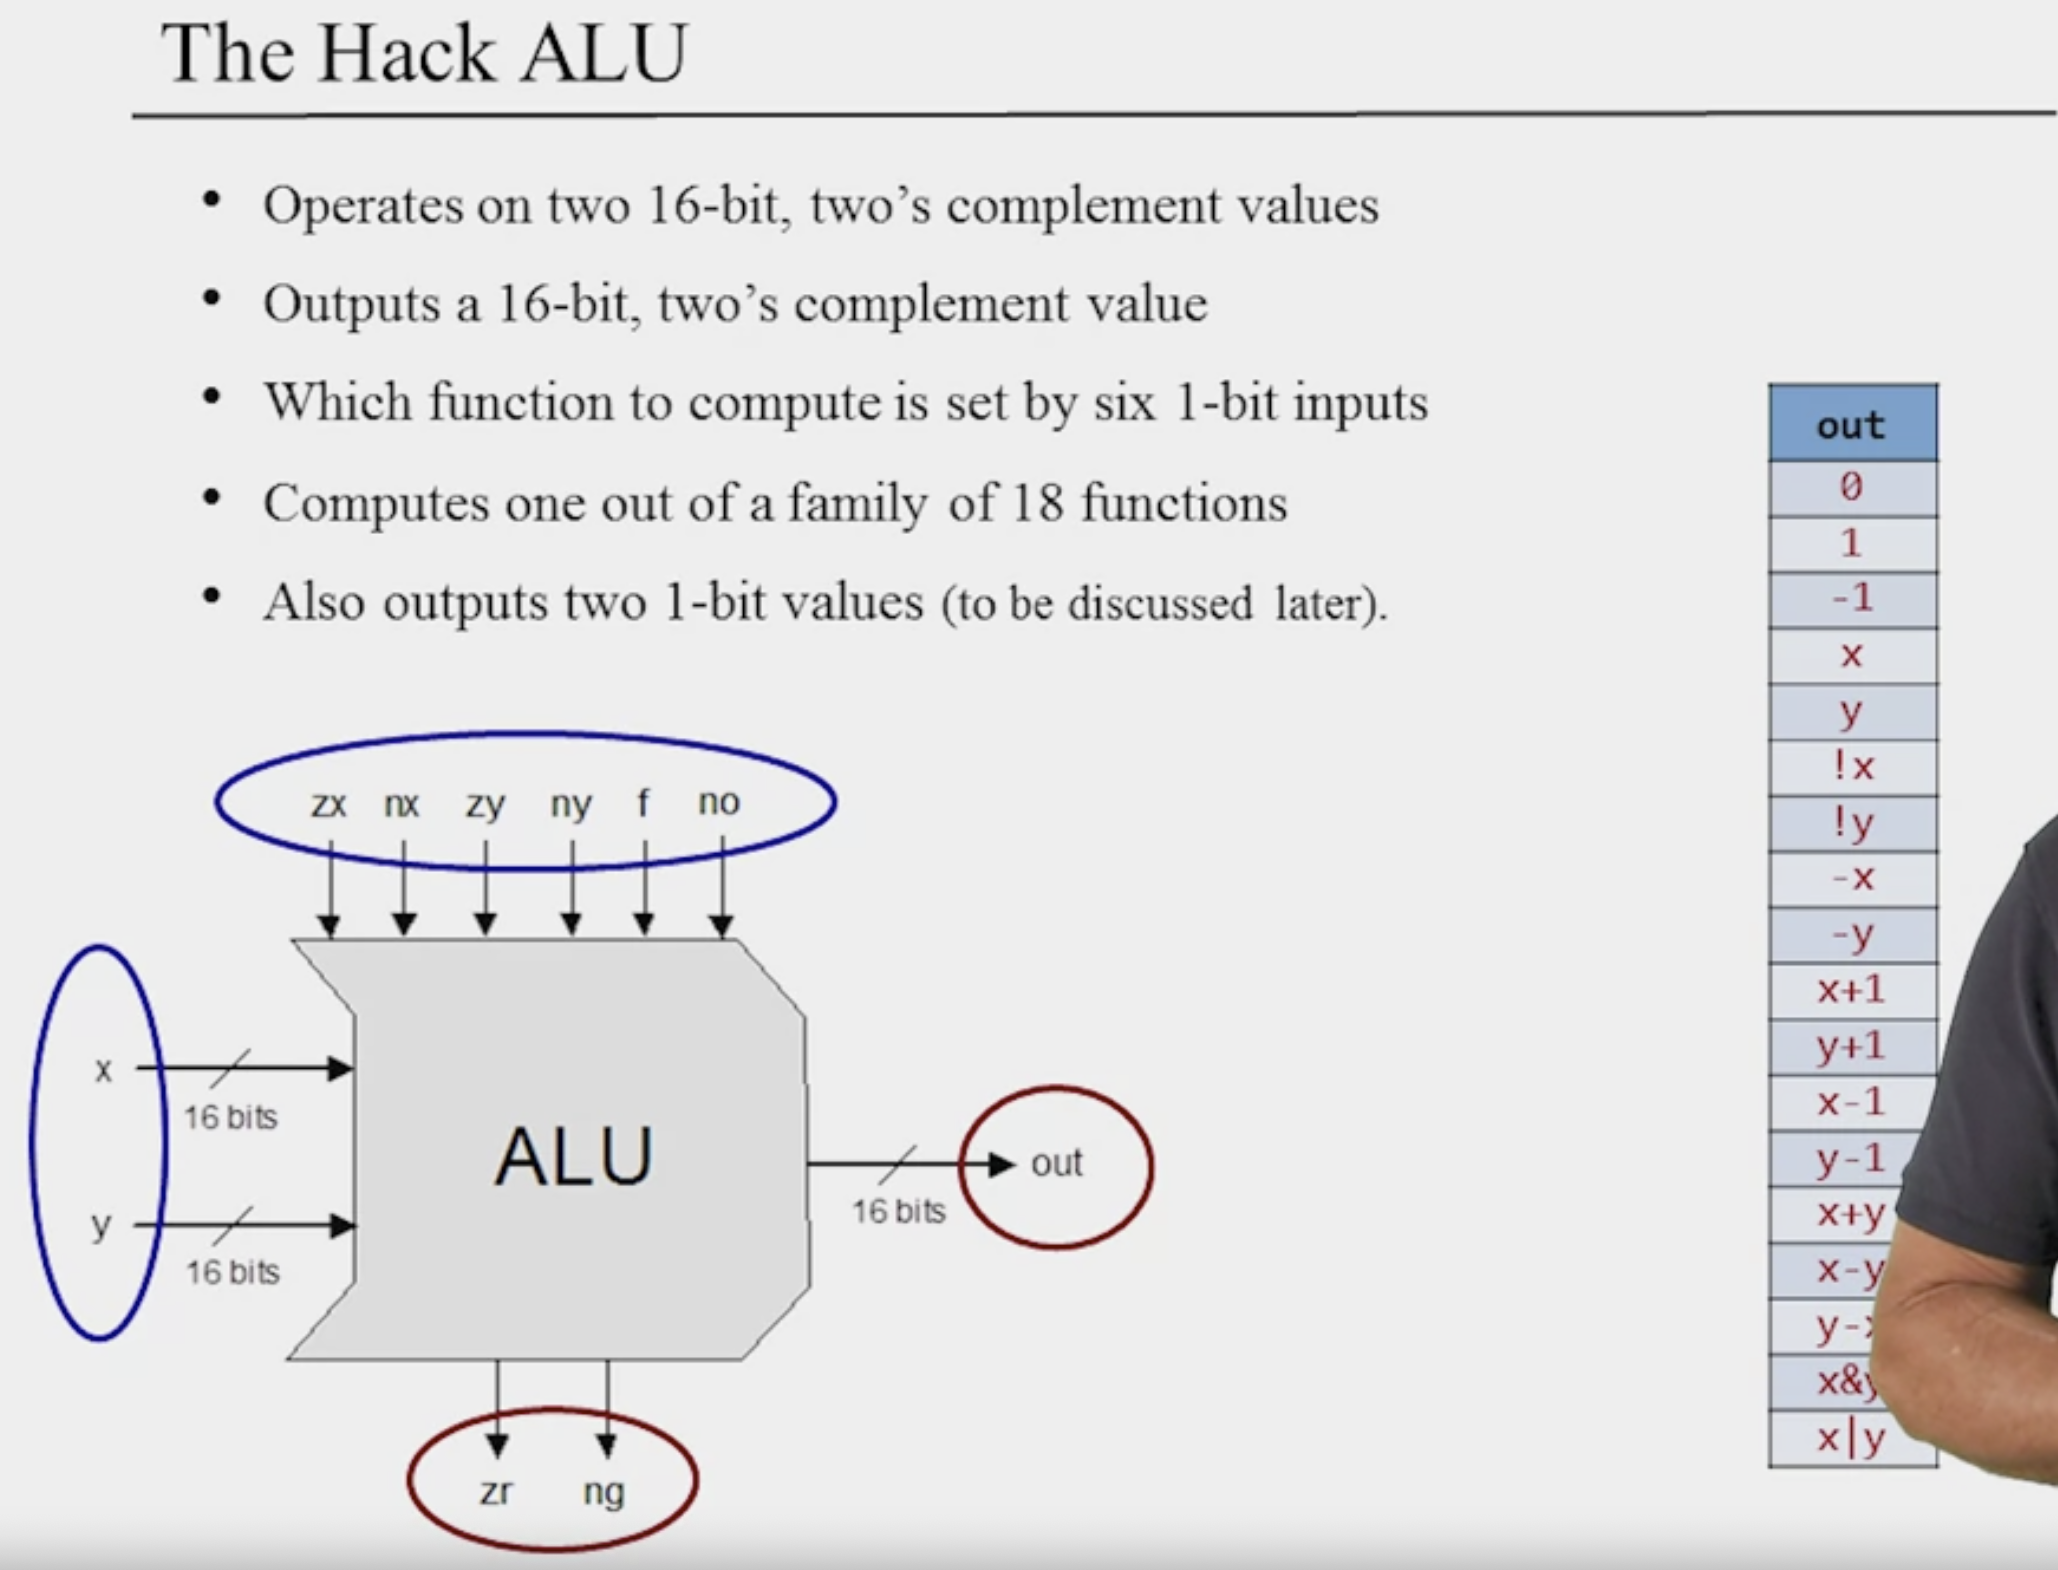 The Hack ALU
• Operates on two 16-bit, two’s complement values
• Outputs a 16-bit, two’s complement value
• Which function to compute is set by six 1-bit inputs
• Computes one out of a family of 18 functions
• Also outputs two 1-bit values (to be discussed later).
zx nx zy ny f no
x
16 bits
y
16 bits
ALU
out
16 bits
zr ng
out
0
1
-1
x
y
!x
!y
-x
-y
x+1
y+1
x-1
y-1
x+y
x-y
x|y